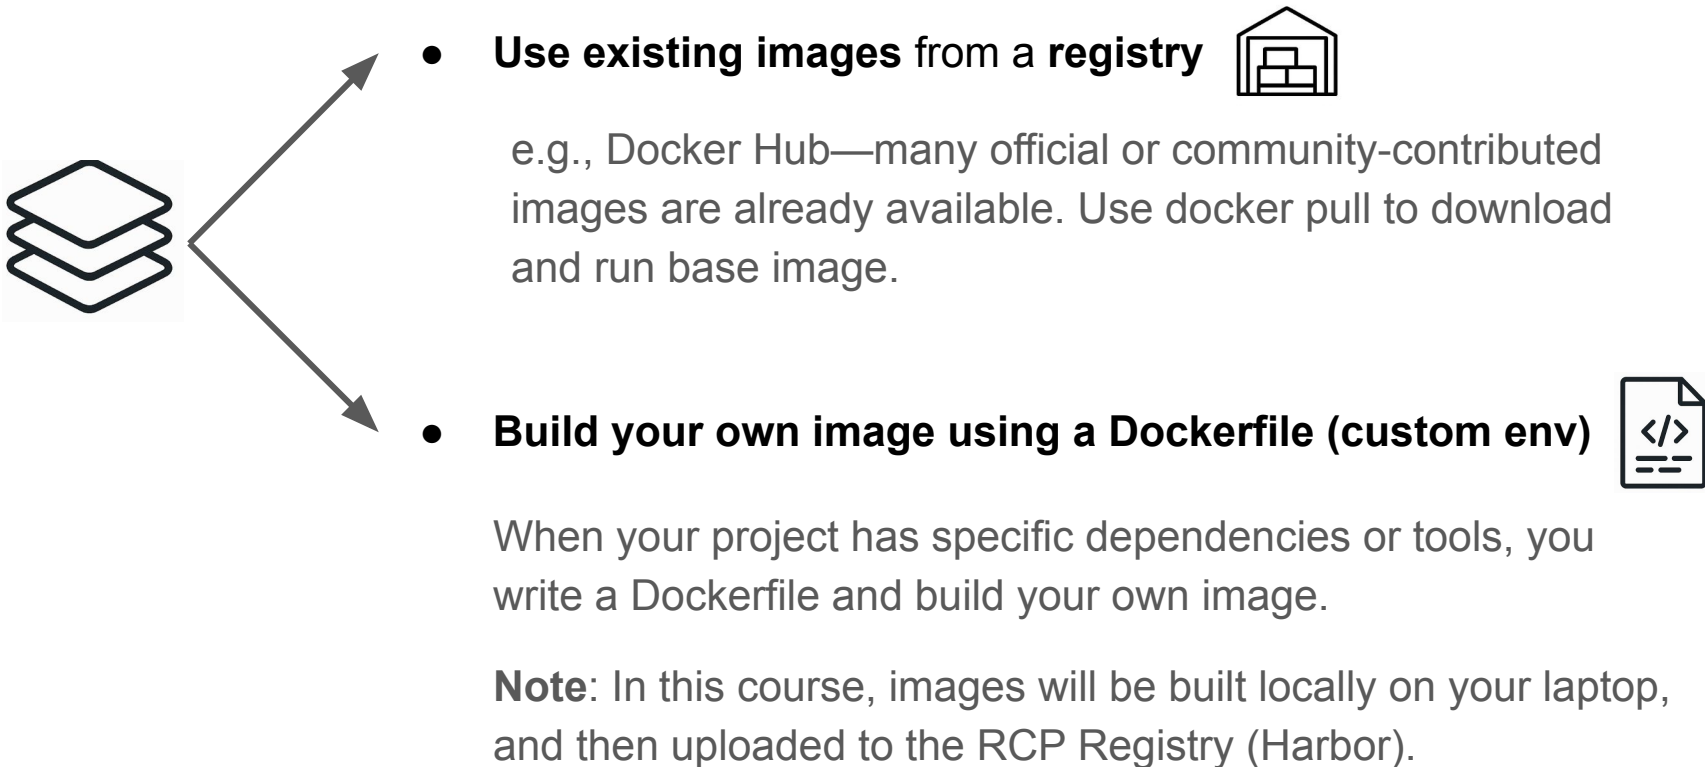 ● Use existing images from a registry
e.g., Docker Hub—many official or community-contributed
images are already available. Use docker pull to download
and run base image.
● Build your own image using a Dockerfile (custom env)
</>
When your project has specific dependencies or tools, you
write a Dockerfile and build your own image.
Note: In this course, images will be built locally on your laptop,
and then uploaded to the RCP Registry (Harbor).